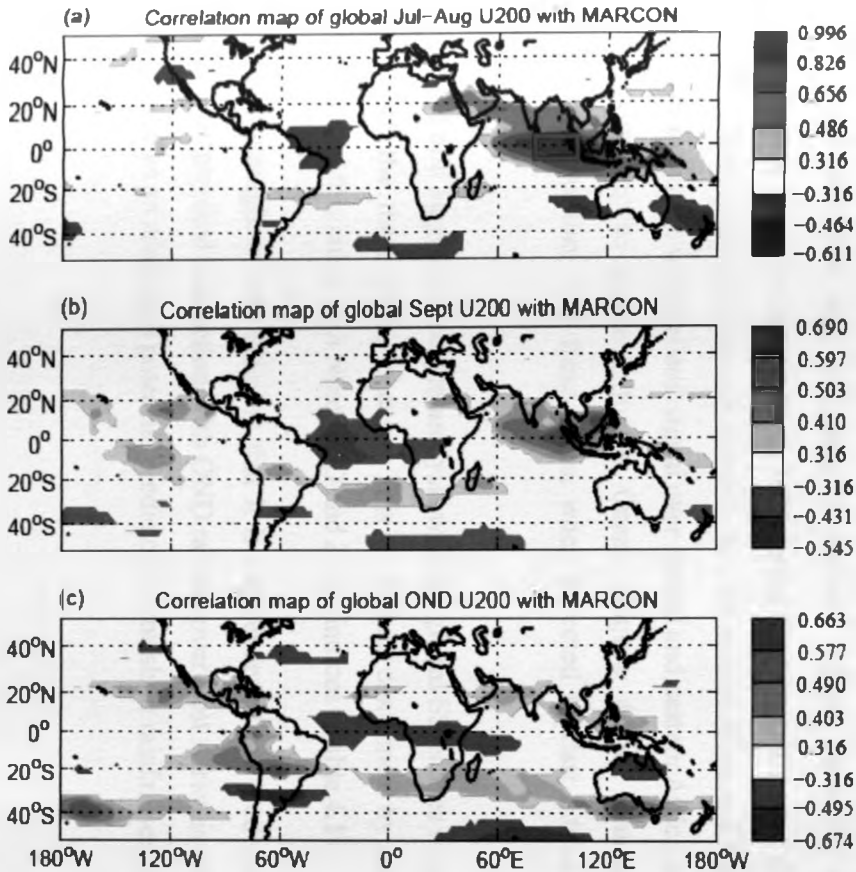 (a) Correlation map of global Jul-Aug U200 with MARCON
40°N
20°N
0°
20°S
40°S
0.996
0.826
0.656
0.486
0.316
-0.316
-0.464
-0.611
(b) Correlation map of global Sept U200 with MARCON
40°N
20°N
0°
20°S
40°S
0.690
0.597
0.503
0.410
0.316
-0.316
-0.431
-0.545
(c) Correlation map of global OND U200 with MARCON
40°N
20°N
0°
20°S
40°S
0.663
0.577
0.490
0.403
0.316
-0.316
-0.495
-0.674
180°W 120°W 60°W 0° 60°E 120°E 180°W